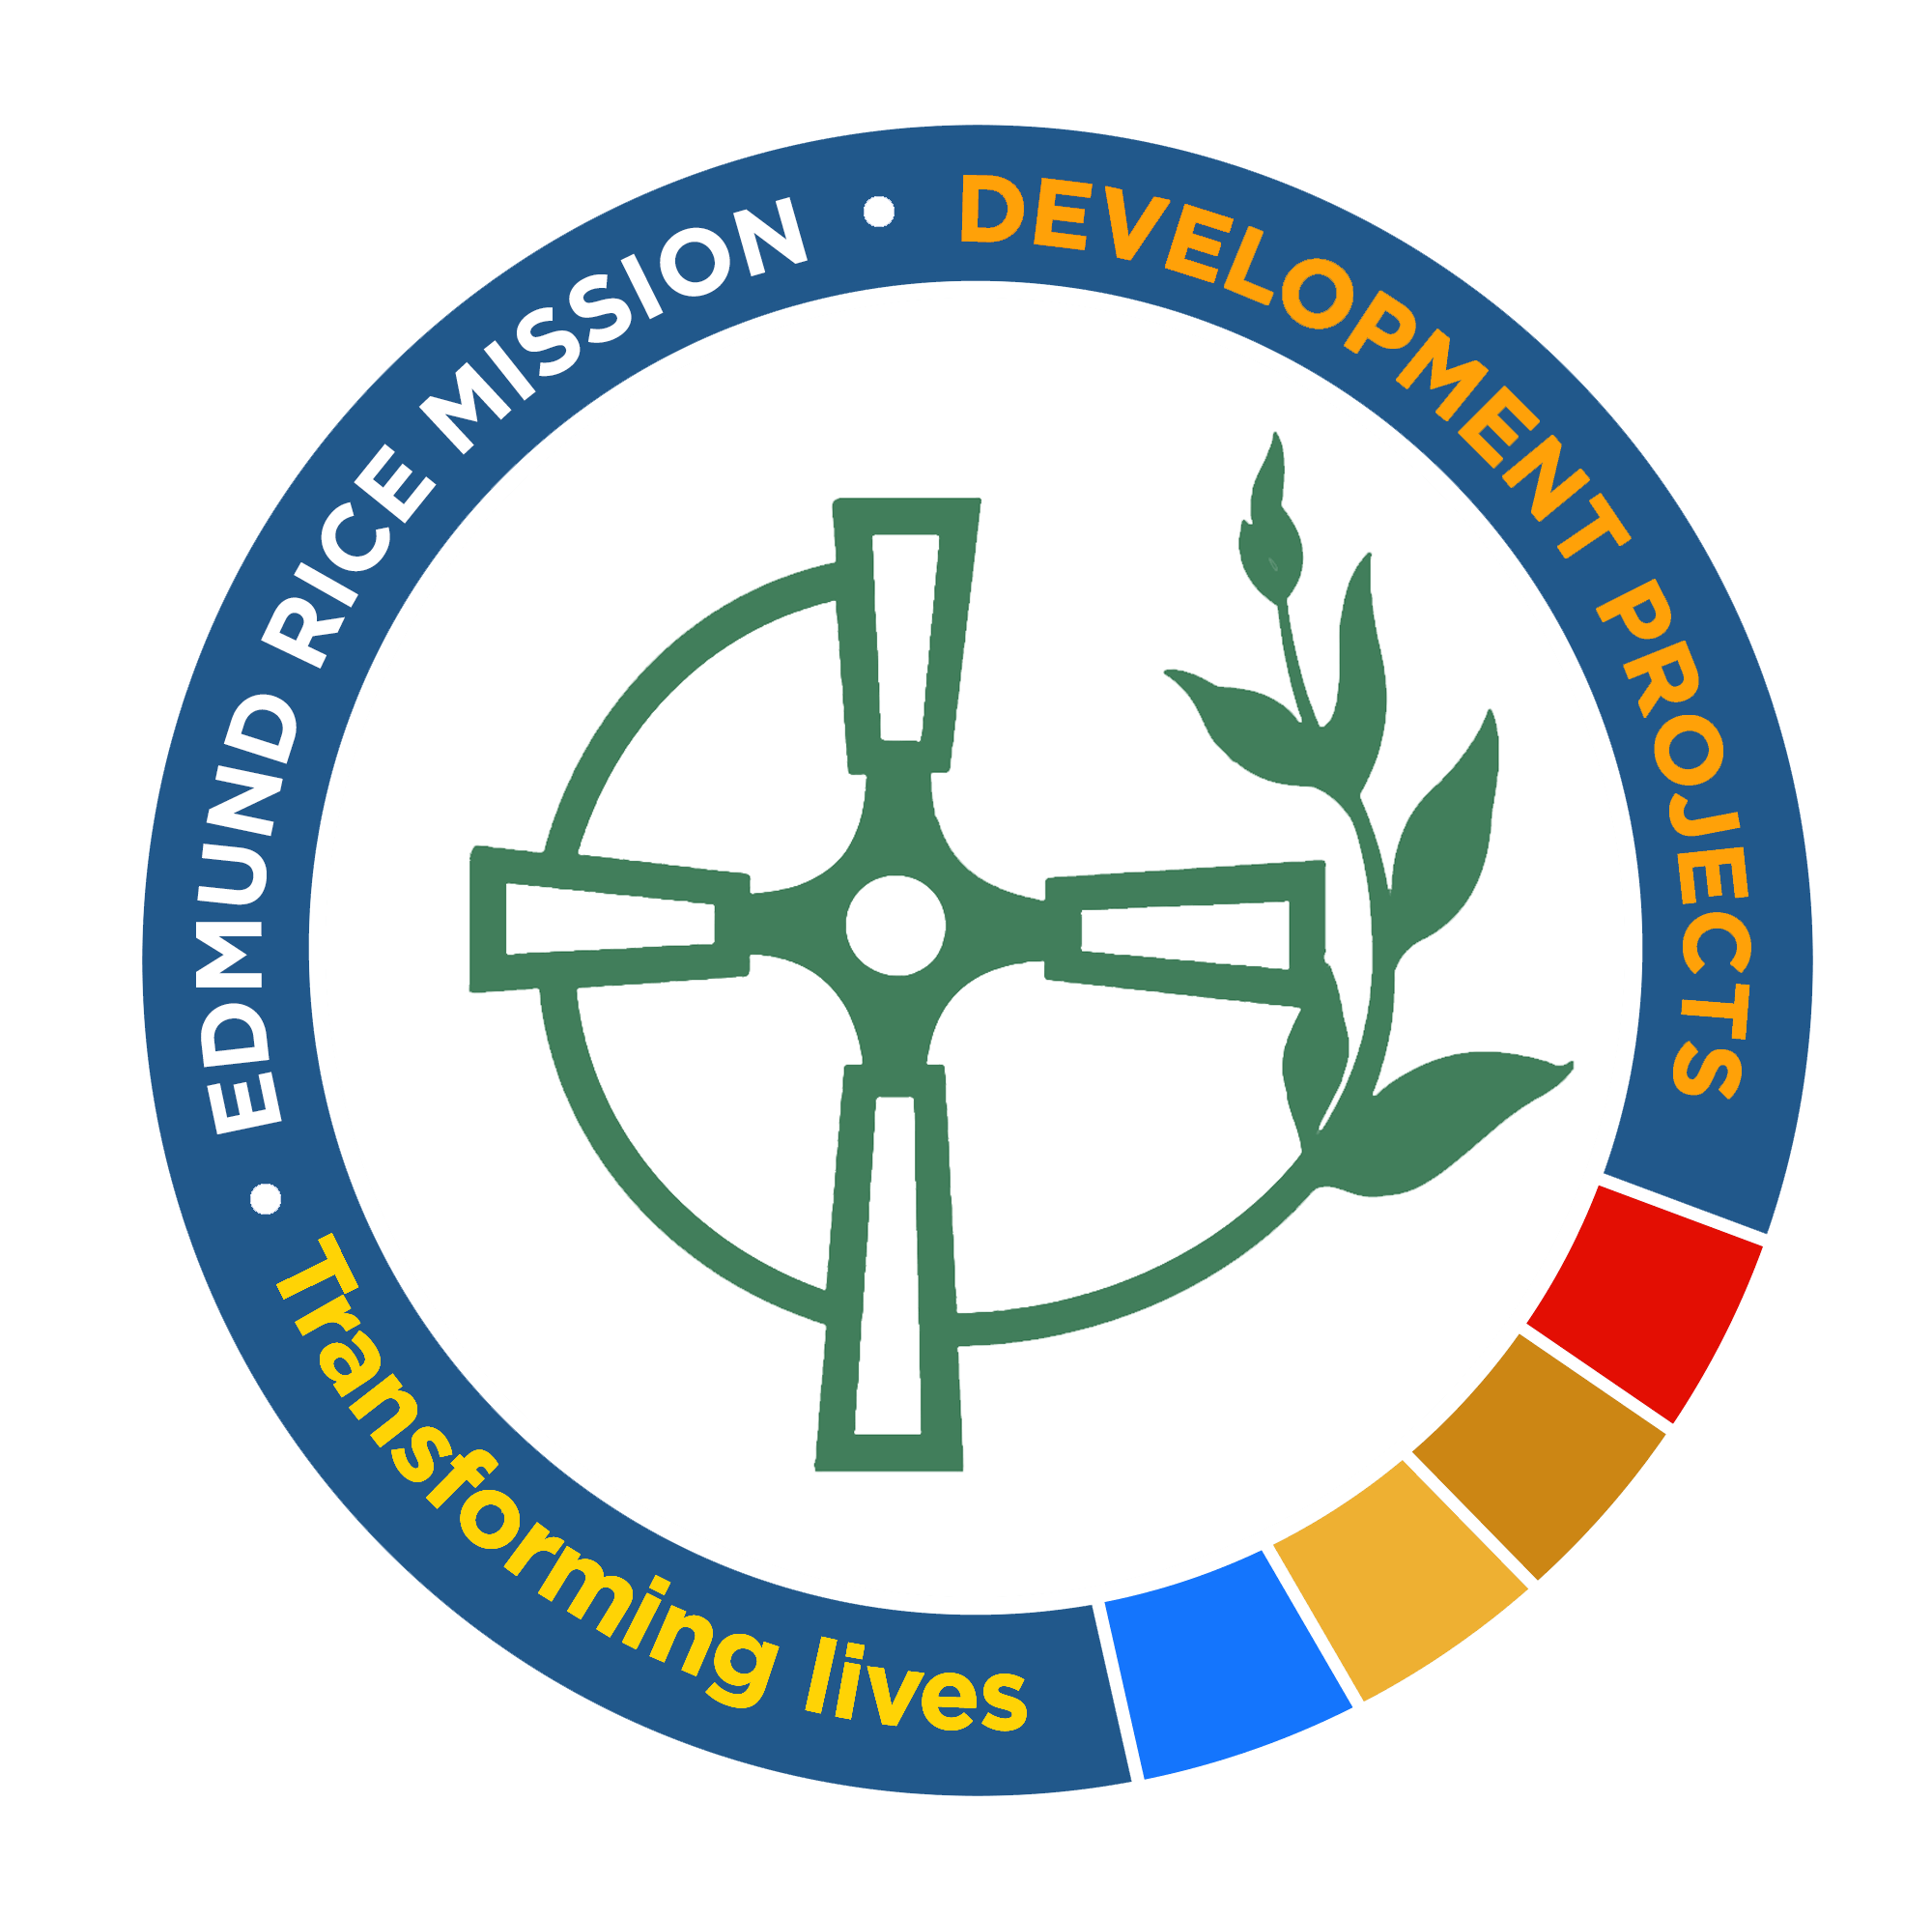 EDMUND RICE MISSION • DEVELOPMENT PROJECTS
• Transforming lives